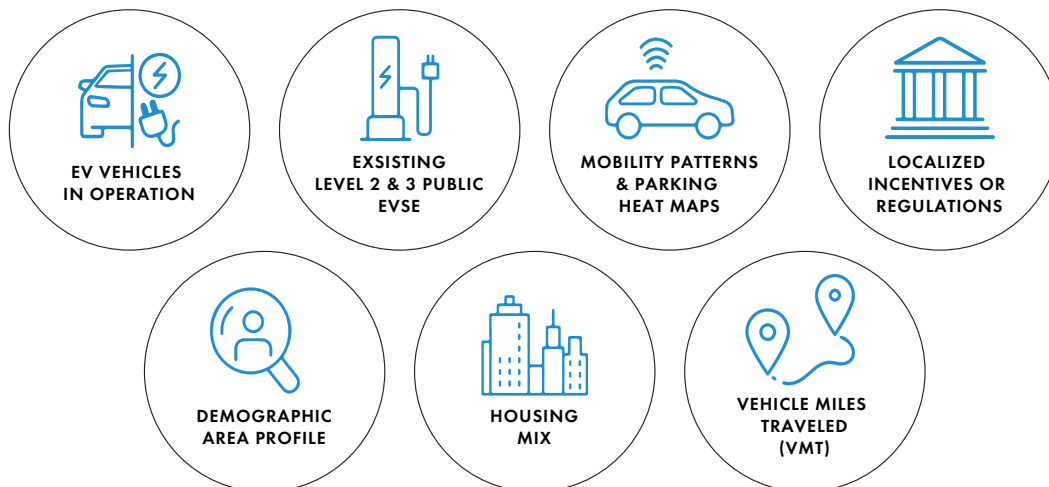 EV VEHICLES
IN OPERATION
EXSISTING
LEVEL 2 & 3 PUBLIC
EVSE
MOBILITY PATTERNS
& PARKING
HEAT MAPS
LOCALIZED
INCENTIVES OR
REGULATIONS
DEMOGRAPHIC
AREA PROFILE
HOUSING
MIX
VEHICLE MILES
TRAVELED
(VMT)